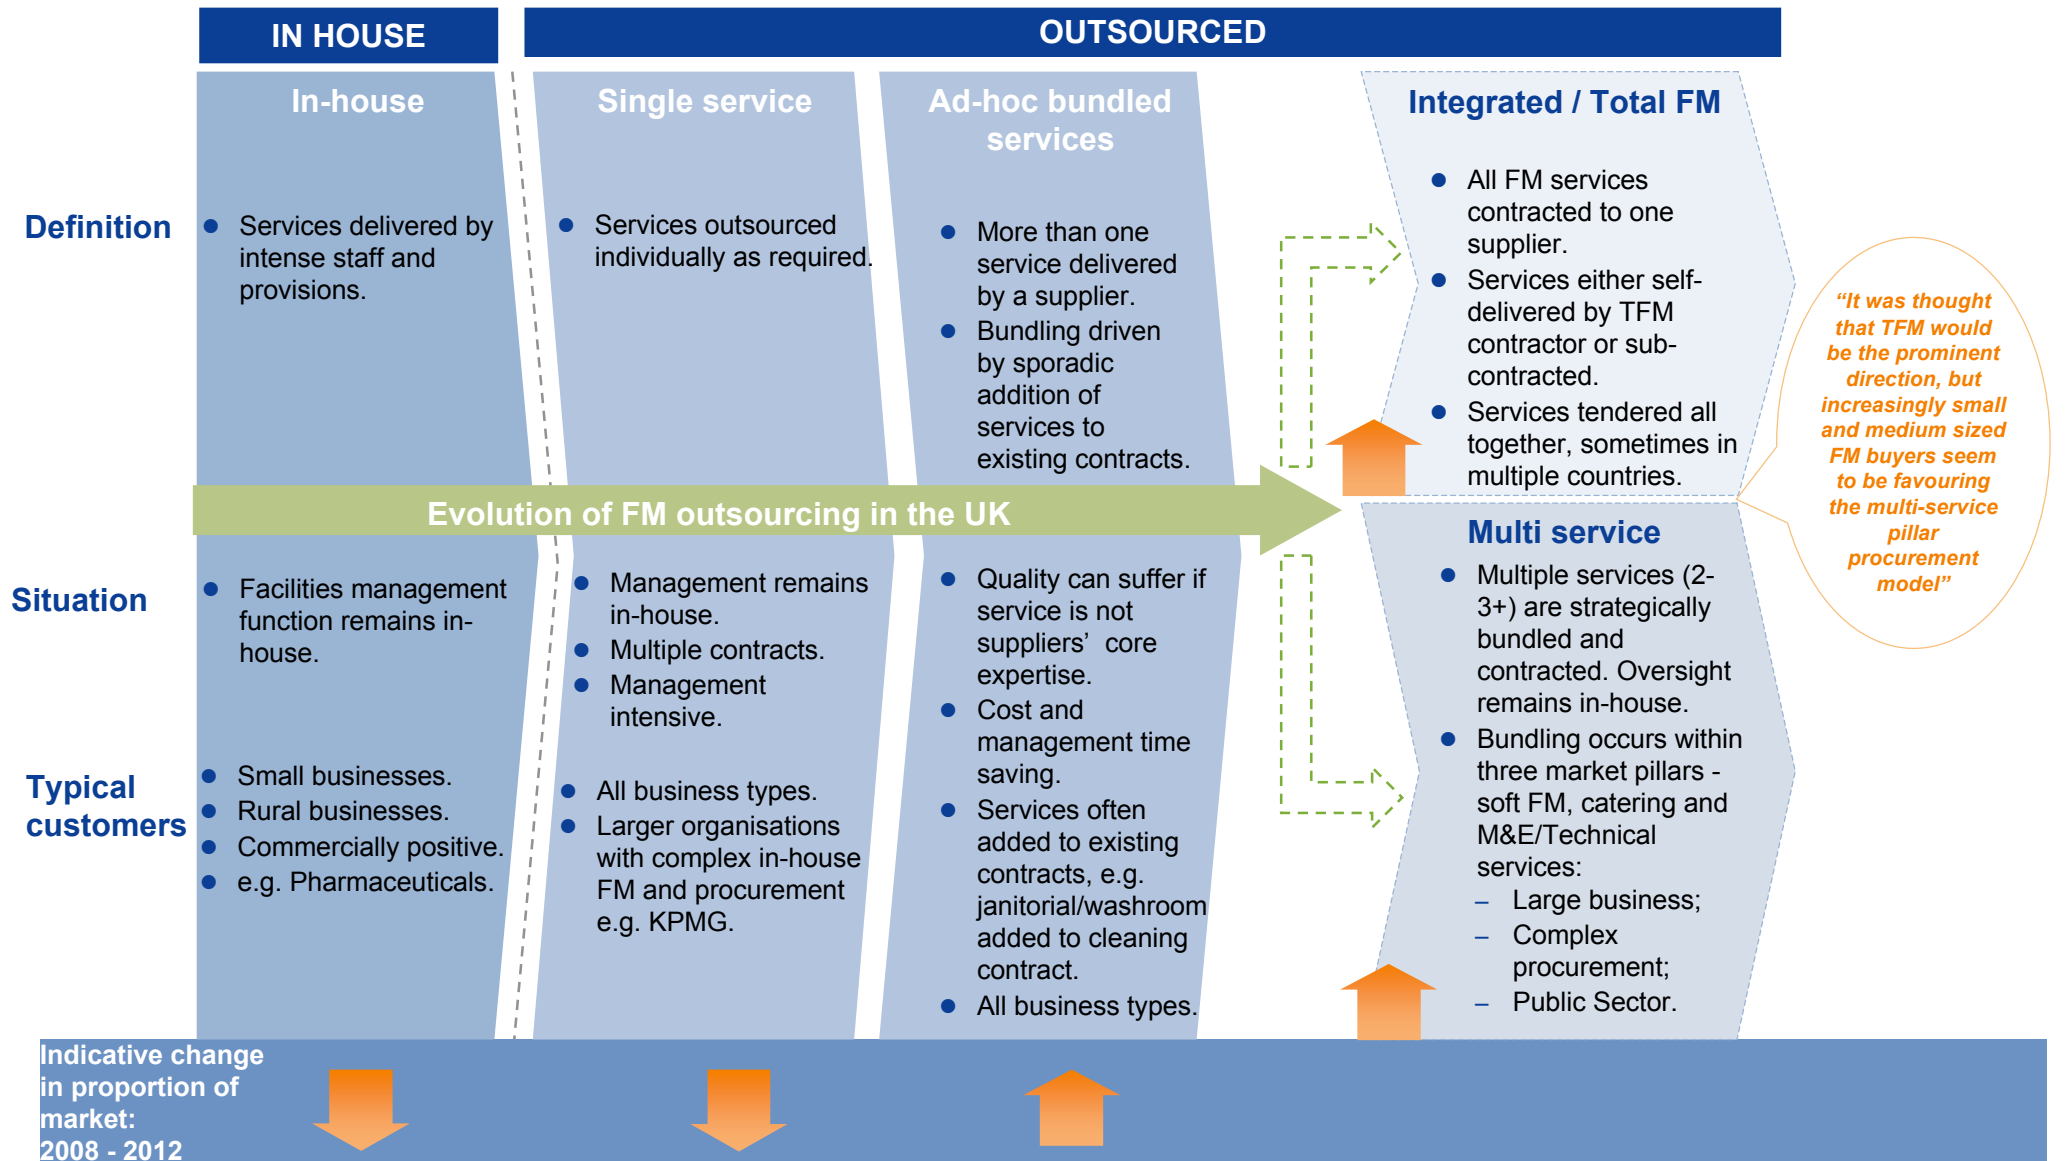 IN HOUSE
OUTSOURCED
In-house
Single service
Ad-hoc bundled
services
Integrated / Total FM
Definition
Services delivered by
intense staff and
provisions.
Services outsourced
individually as required.
More than one
service delivered
by a supplier.
Bundling driven
by sporadic
addition of
services to
existing contracts.
All FM services
contracted to one
supplier.
Services either self-
delivered by TFM
contractor or sub-
contracted.
Services tendered all
together, sometimes in
multiple countries.
“It was thought
that TFM would
be the prominent
direction, but
increasingly small
and medium sized
FM buyers seem
to be favouring
the multi-service
pillar
procurement
model”
Evolution of FM outsourcing in the UK
Multi service
Situation
Facilities management
function remains in-
house.
Management remains
in-house.
Multiple contracts.
Management
intensive.
Quality can suffer if
service is not
suppliers’ core
expertise.
Cost and
management time
saving.
Services often
added to existing
contracts, e.g.
janitorial/washroom
added to cleaning
contract.
All business types.
Multiple services (2-
3+) are strategically
bundled and
contracted. Oversight
remains in-house.
Bundling occurs within
three market pillars -
soft FM, catering and
M&E/Technical
services:
– Large business;
– Complex
procurement;
– Public Sector.
Typical
customers
Small businesses.
Rural businesses.
Commercially positive.
e.g. Pharmaceuticals.
All business types.
Larger organisations
with complex in-house
FM and procurement
e.g. KPMG.
Indicative change
in proportion of
market:
2008 - 2012